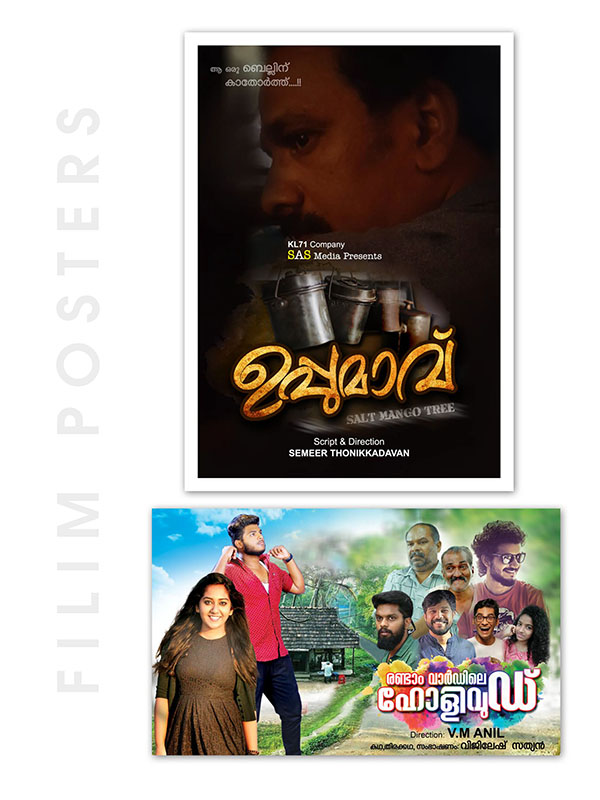 FILIM POSTERS
ആ ഒരു ബെല്ലിന്
കാതോർത്ത്....!!
KL71 Company
SAS Media Presents
ഉപ്പുമാവ്
SALT MANGO TREE
Script & Direction
SEMEER THONIKKADAVAN
രണ്ടാം വാർഡിലെ
ഹോളിവുഡ്
Direction: V.M ANIL
കഥ,തിരക്കഥ, സംഭാഷണം: വിജിലേഷ് സത്യൻ